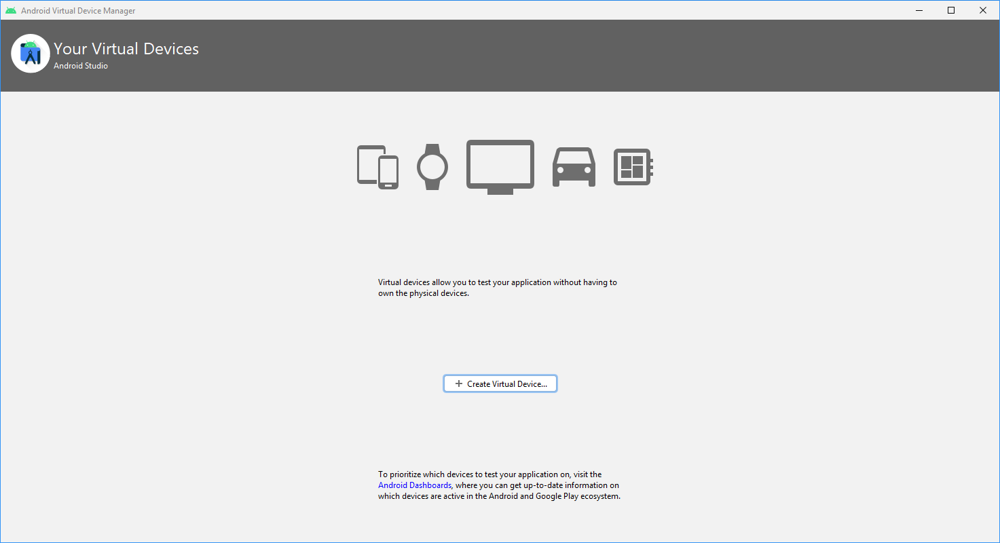 Android Virtual Device Manager
Your Virtual Devices
Android Studio
Virtual devices allow you to test your application without having to
own the physical devices.
Create Virtual Device...
To prioritize which devices to test your application on, visit the
Android Dashboards, where you can get up-to-date information on
which devices are active in the Android and Google Play ecosystem.